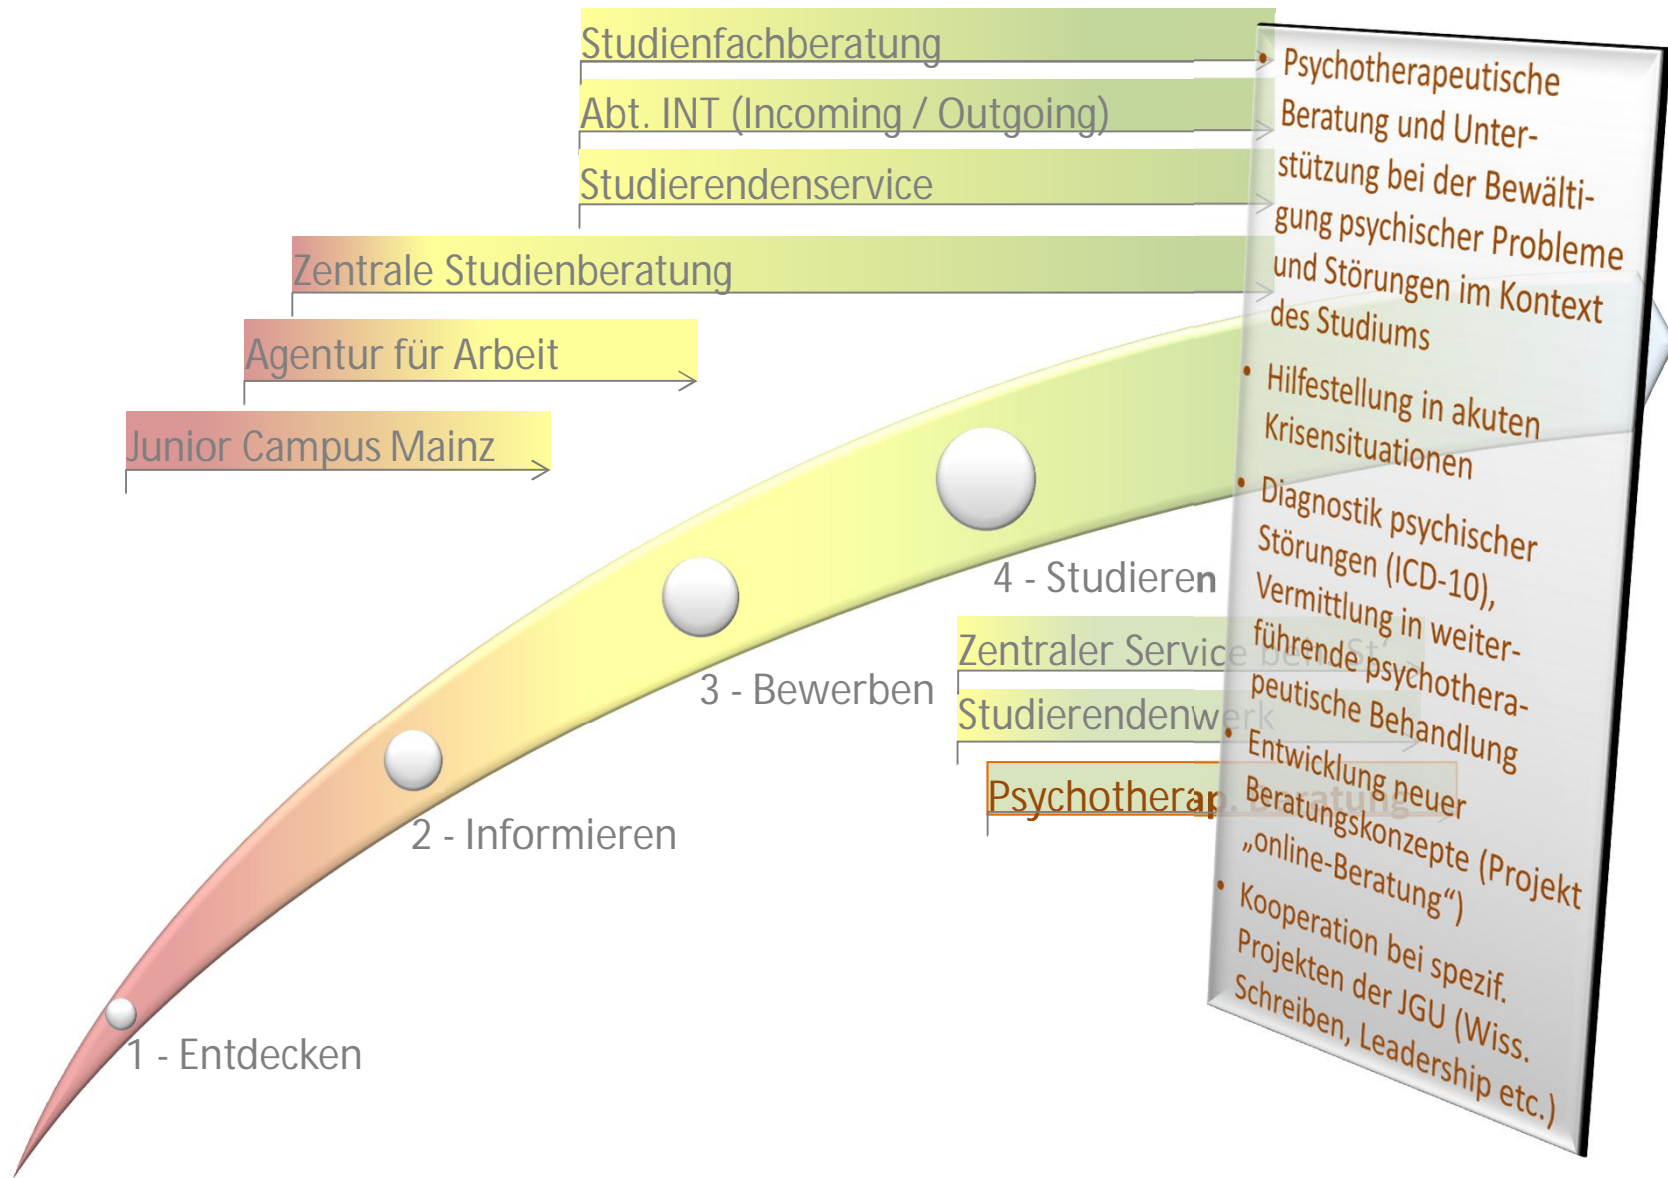 Studienfachberatung
Abt. INT (Incoming / Outgoing)
Studierendenservice
Zentrale Studienberatung
Agentur für Arbeit
Junior Campus Mainz
4 - Studieren
3 - Bewerben
2 - Informieren
1 - Entdecken
Zentraler Service
Studierendenwerk
Psychotherap. Beratung
• Psychotherapeutische
Beratung und Unter-
stützung bei der Bewälti-
gung psychischer Probleme
und Störungen im Kontext
des Studiums
• Hilfestellung in akuten
Krisensituationen
• Diagnostik psychischer
Störungen (ICD-10),
Vermittlung in weiter-
führende psychothera-
peutische Behandlung
• Entwicklung neuer
Beratungskonzepte (Projekt
„online-Beratung“)
• Kooperation bei spezif.
Projekten der JGU (Wiss.
Schreiben, Leadership etc.)